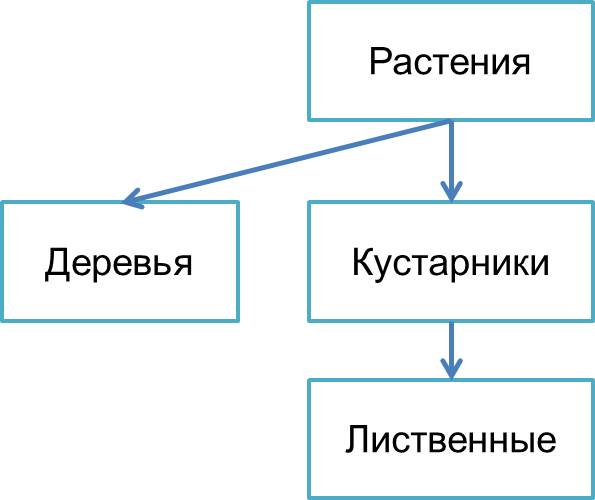 Растения
Деревья
Кустарники
Лиственные